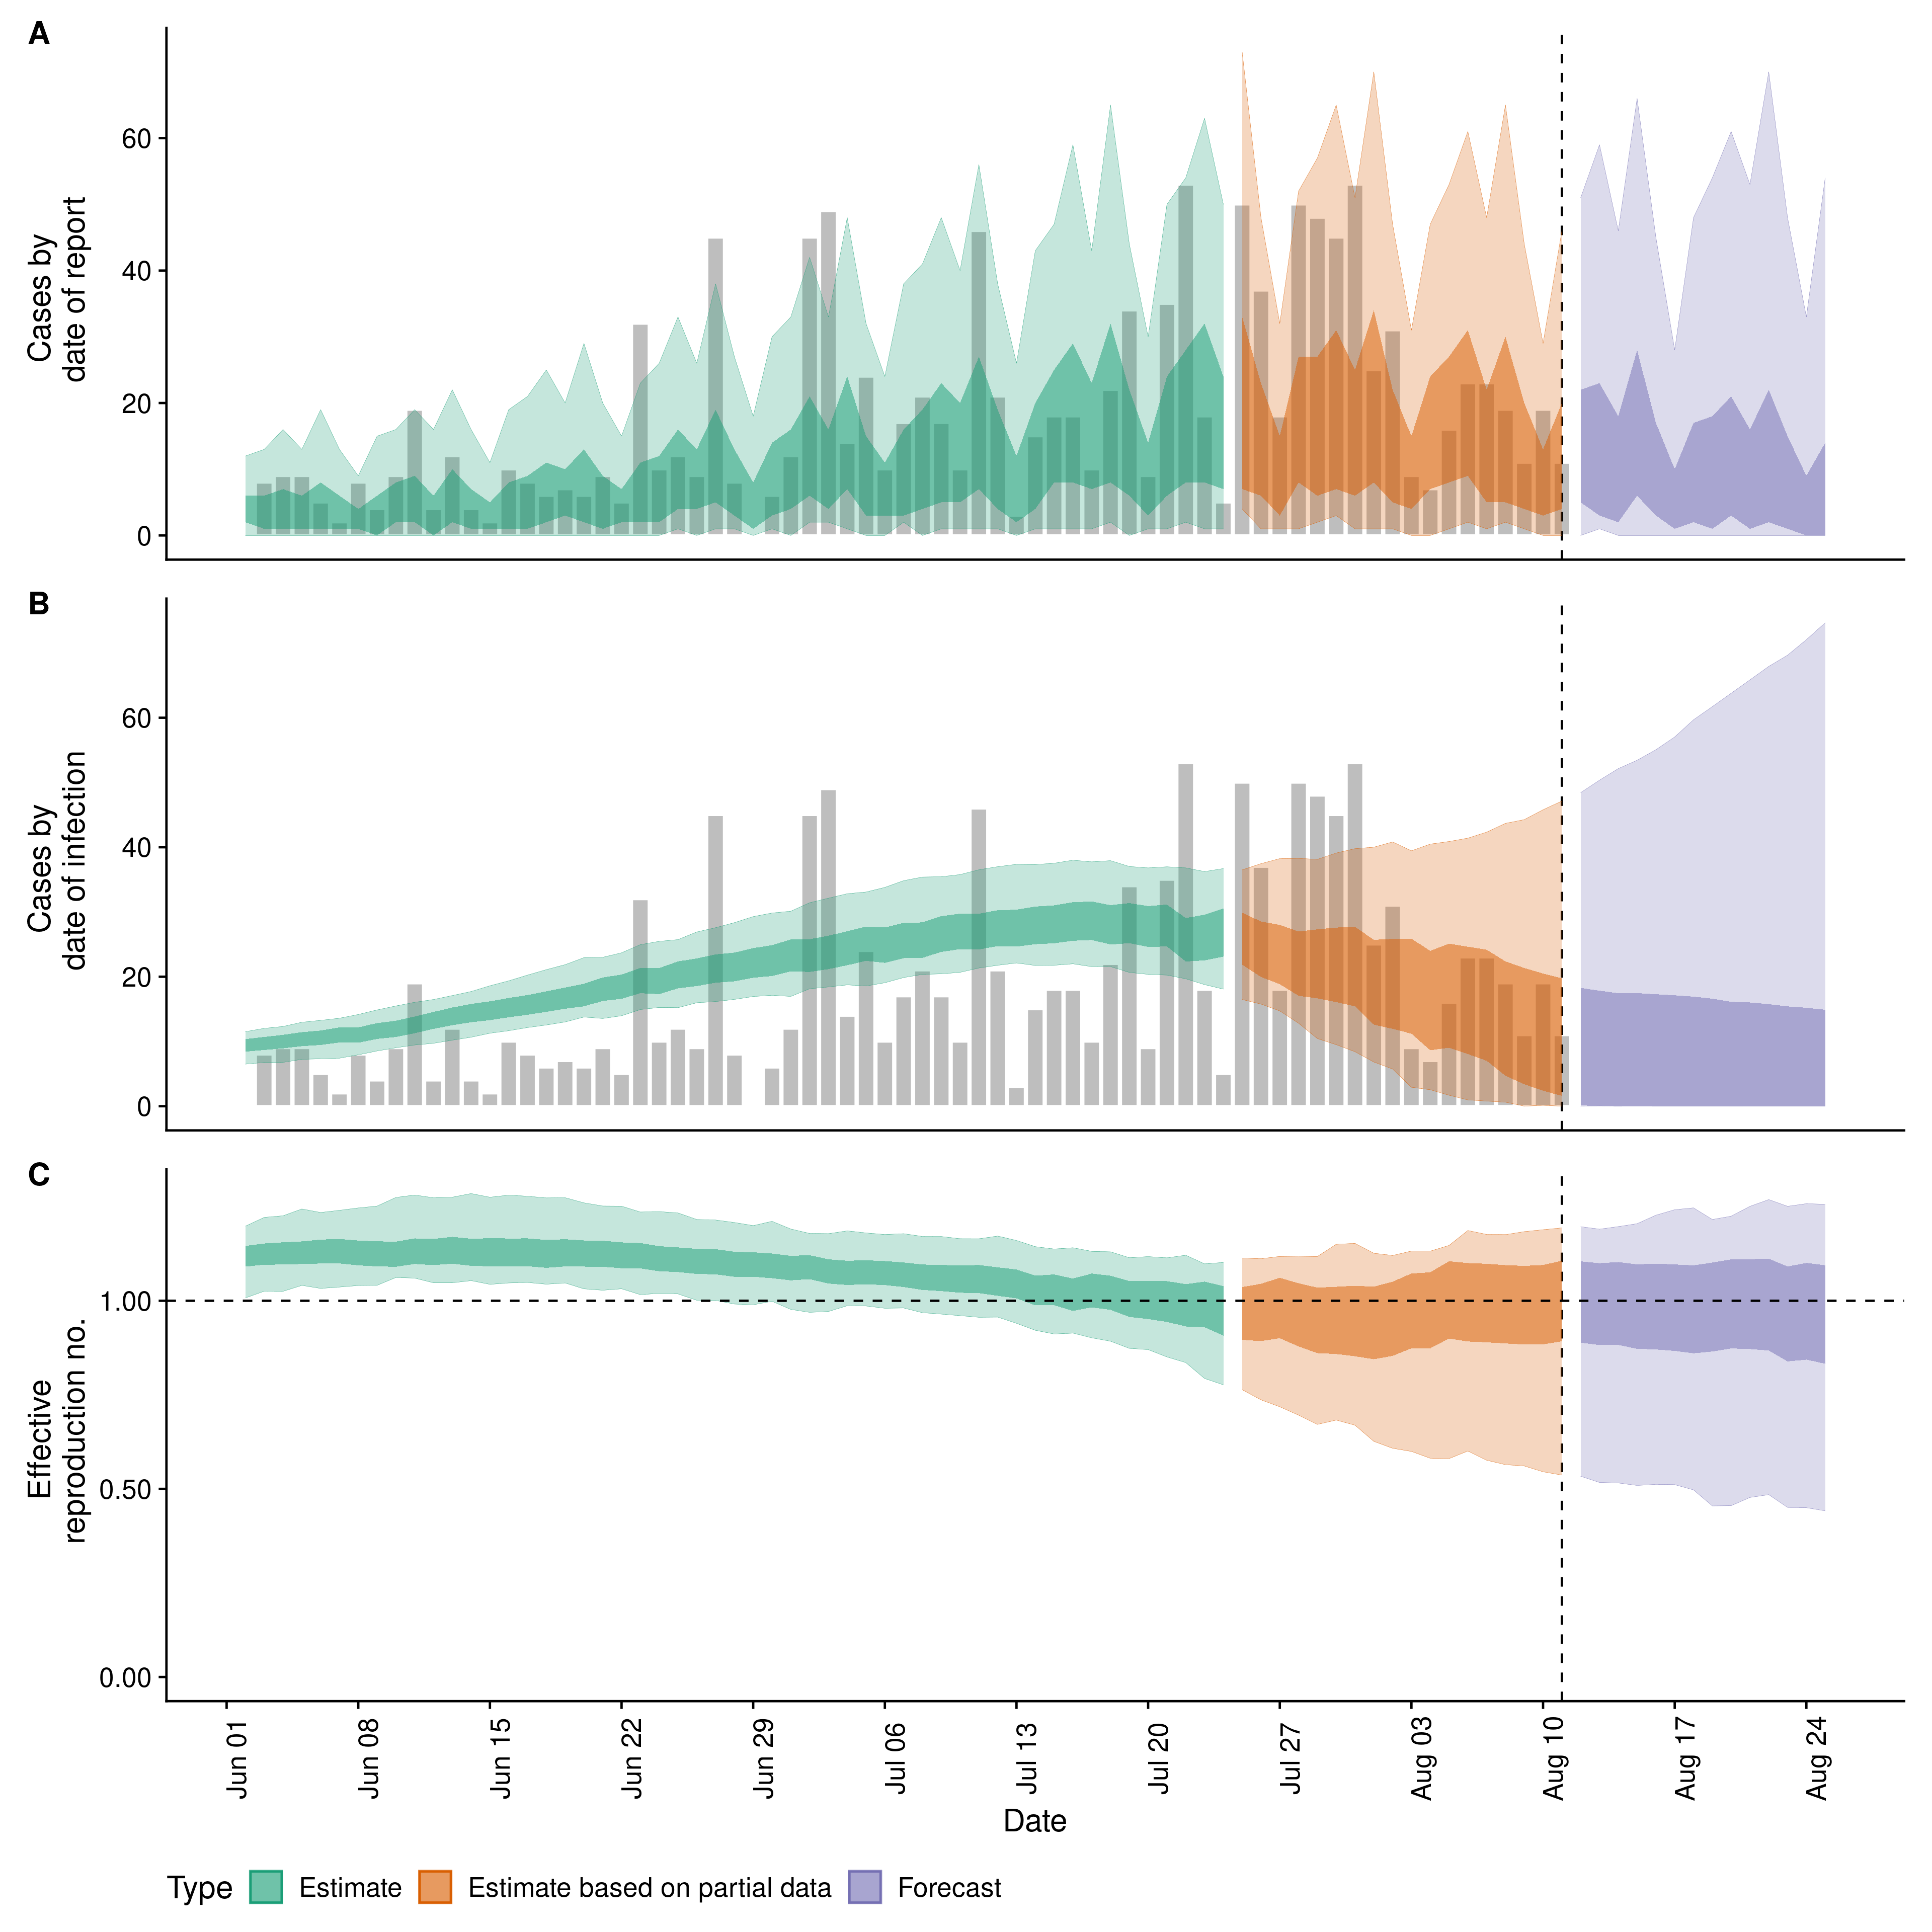 A
Cases by
date of report
60
40
20
0
B
Cases by
date of infection
60
40
20
0
C
Effective
reproduction no.
1.00
0.50
0.00
Jun 01
Jun 08
Jun 15
Jun 22
Jun 29
Jul 06
Jul 13
Jul 20
Jul 27
Aug 03
Aug 10
Aug 17
Aug 24
Date
Type Estimate Estimate based on partial data Forecast